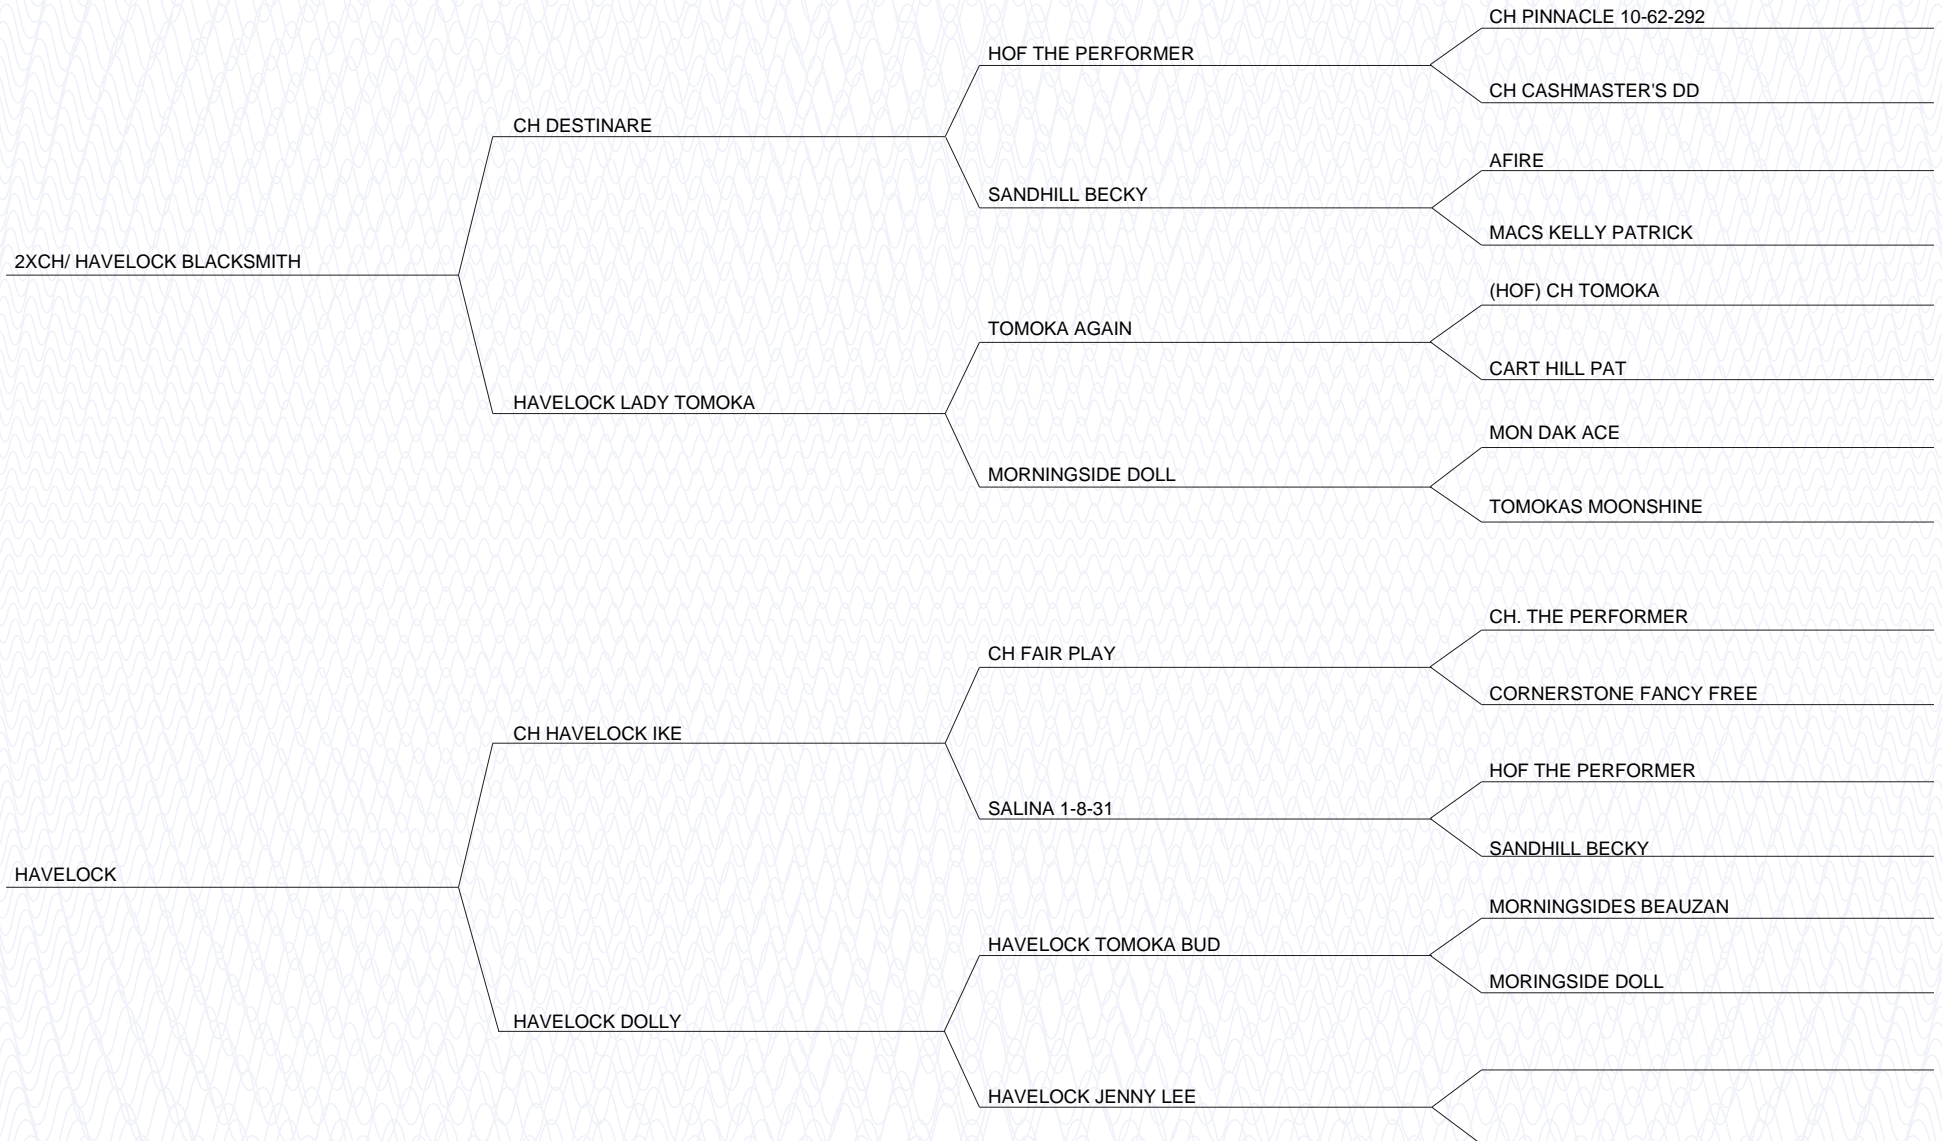 CH PINNACLE 10-62-292
HOF THE PERFORMER
CH CASHMASTER'S DD
CH DESTINARE
AFIRE
SANDHILL BECKY
MACS KELLY PATRICK
2XCH/ HAVELOCK BLACKSMITH
(HOF) CH TOMOKA
TOMOKA AGAIN
CART HILL PAT
HAVELOCK LADY TOMOKA
MON DAK ACE
MORNINGSIDE DOLL
TOMOKAS MOONSHINE
CH. THE PERFORMER
CH FAIR PLAY
CORNERSTONE FANCY FREE
CH HAVELOCK IKE
HOF THE PERFORMER
SALINA 1-8-31
SANDHILL BECKY
HAVELOCK
MORNINGSIDES BEAUZAN
HAVELOCK TOMOKA BUD
MORINGSIDE DOLL
HAVELOCK DOLLY
HAVELOCK JENNY LEE